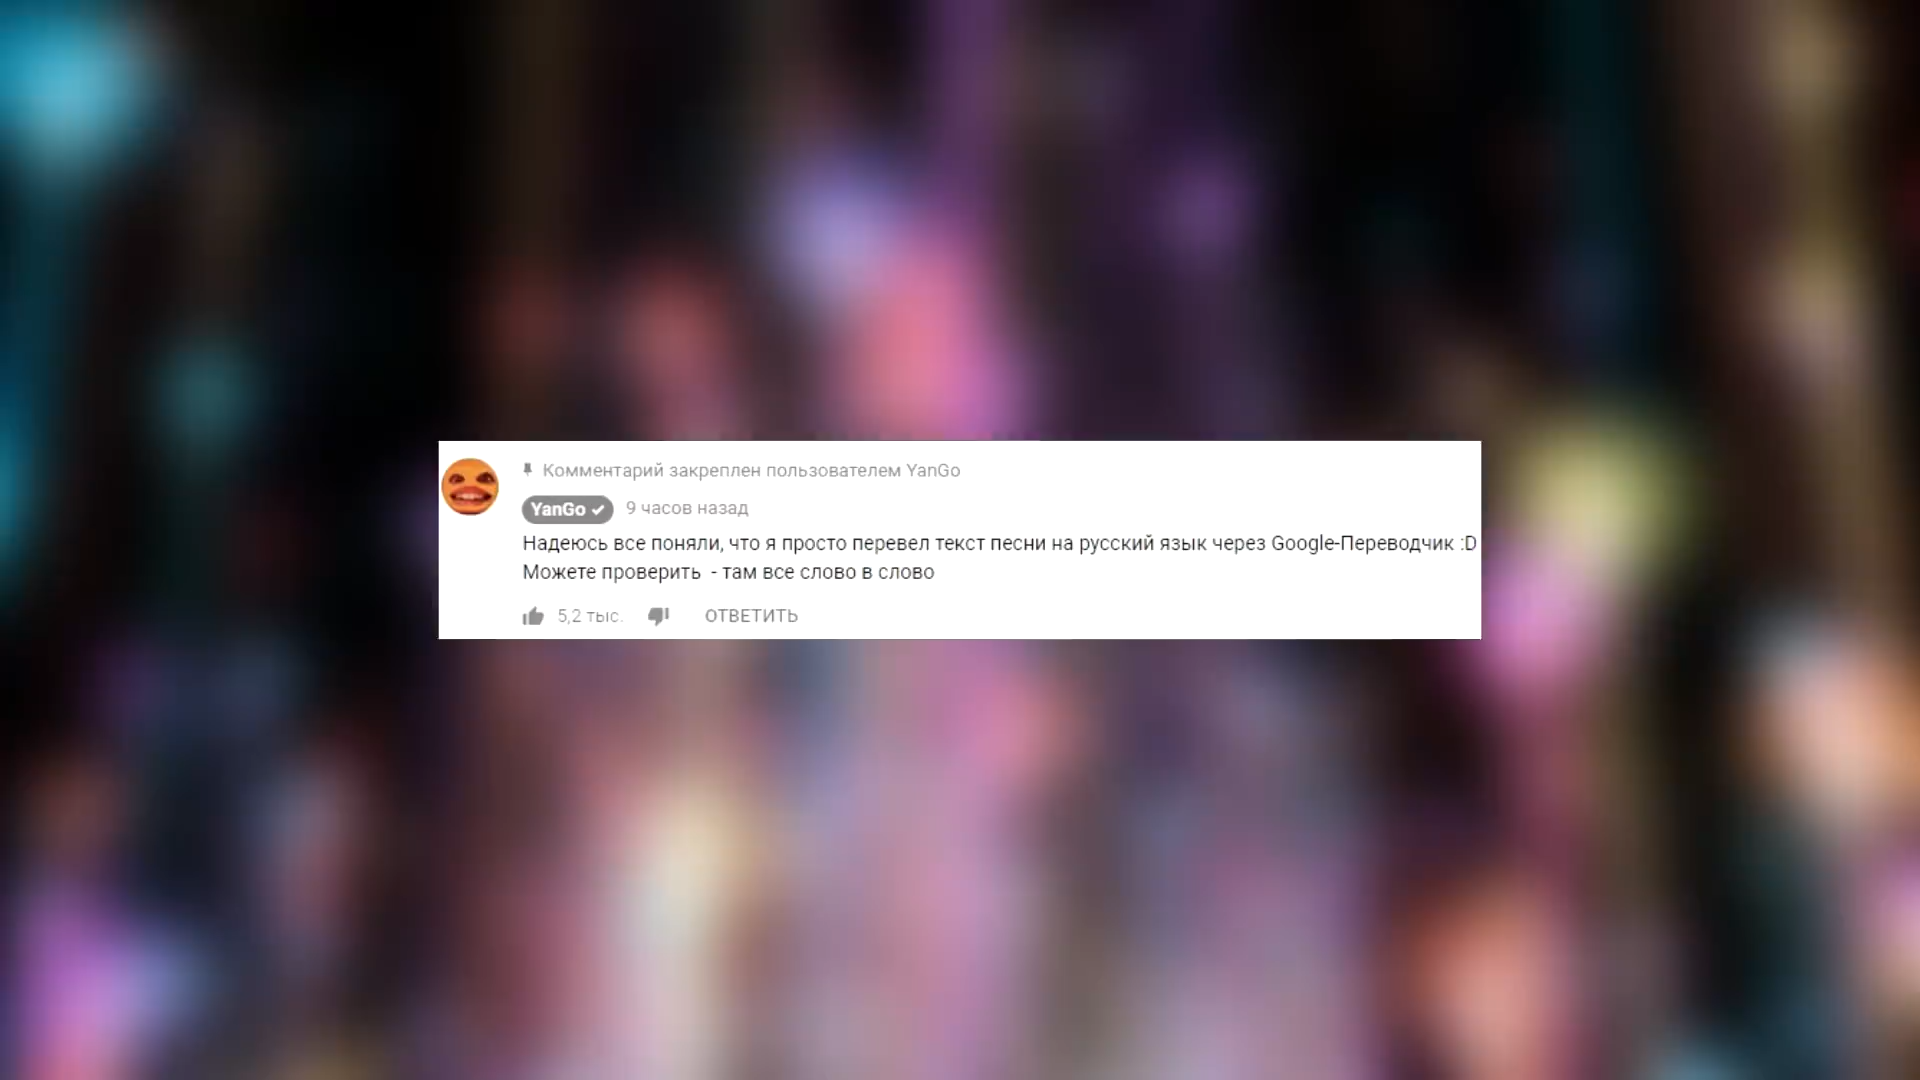 Комментарий закреплен пользователем YanGo
YanGo 9 часов назад
Надеюсь все поняли, что я просто перевел текст песни на русский язык через Google-Переводчик :D
Можете проверить - там все слово в слово
5,2 тыс. ОТВЕТИТЬ